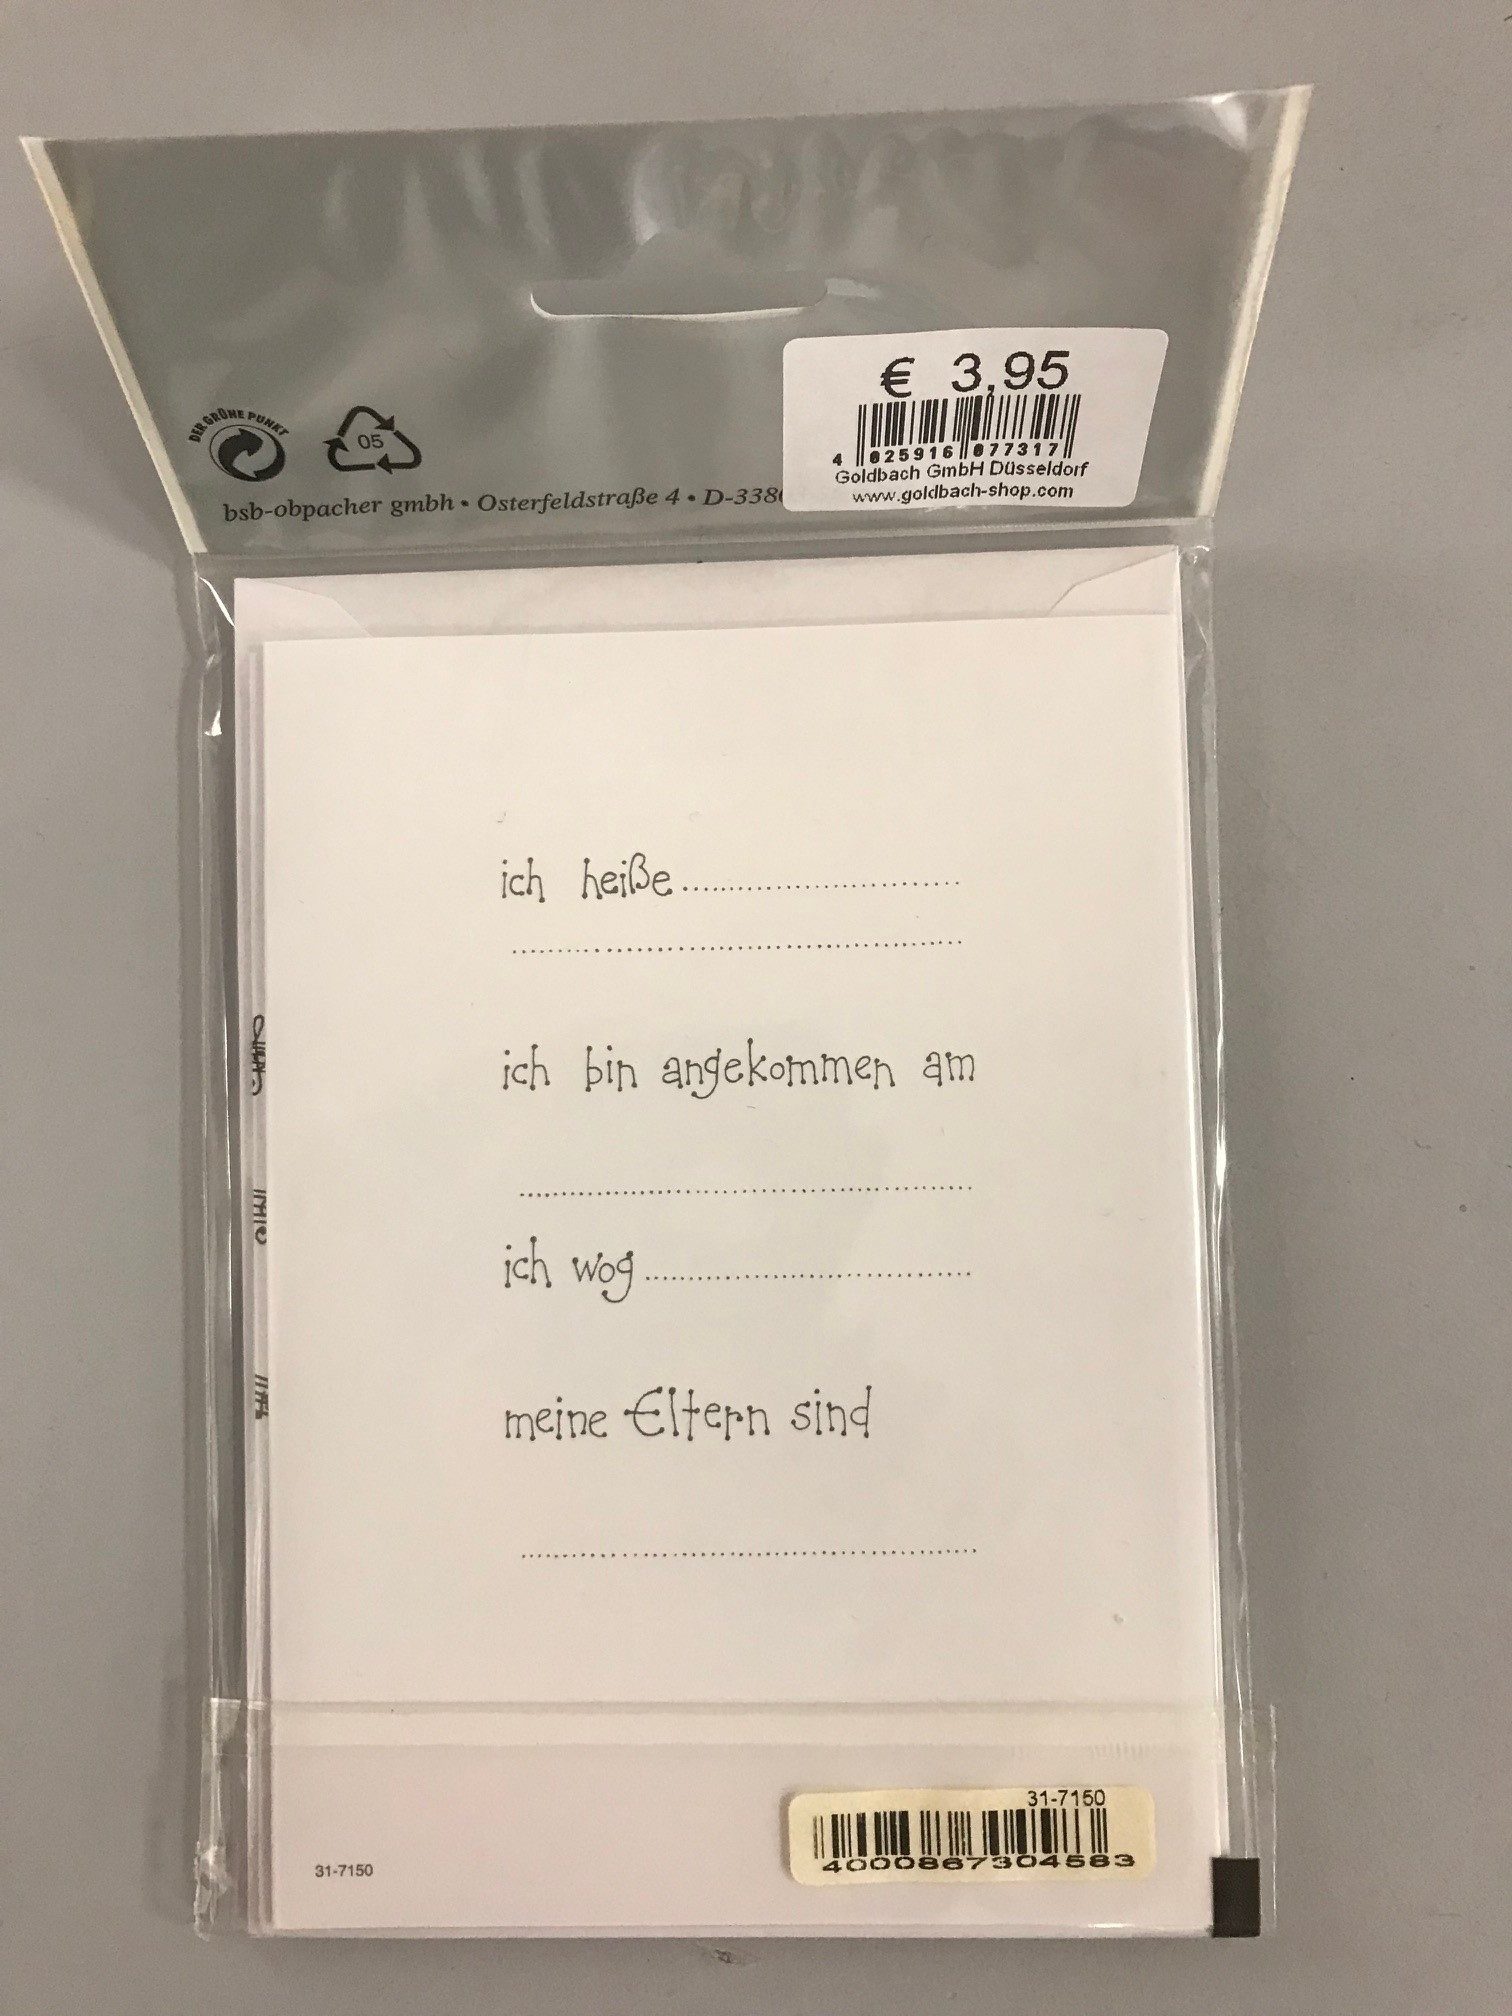 € 3,95
4 025916 077317
Goldbach GmbH Düsseldorf
www.goldbach-shop.com
DER GRÜNE PUNKT
05
bsb-obpacher gmbh • Osterfeldstraße 4 • D-338
ich heiße
ich bin angekommen am
ich wog
meine Eltern sind
31-7150
4000867304583
31-7150